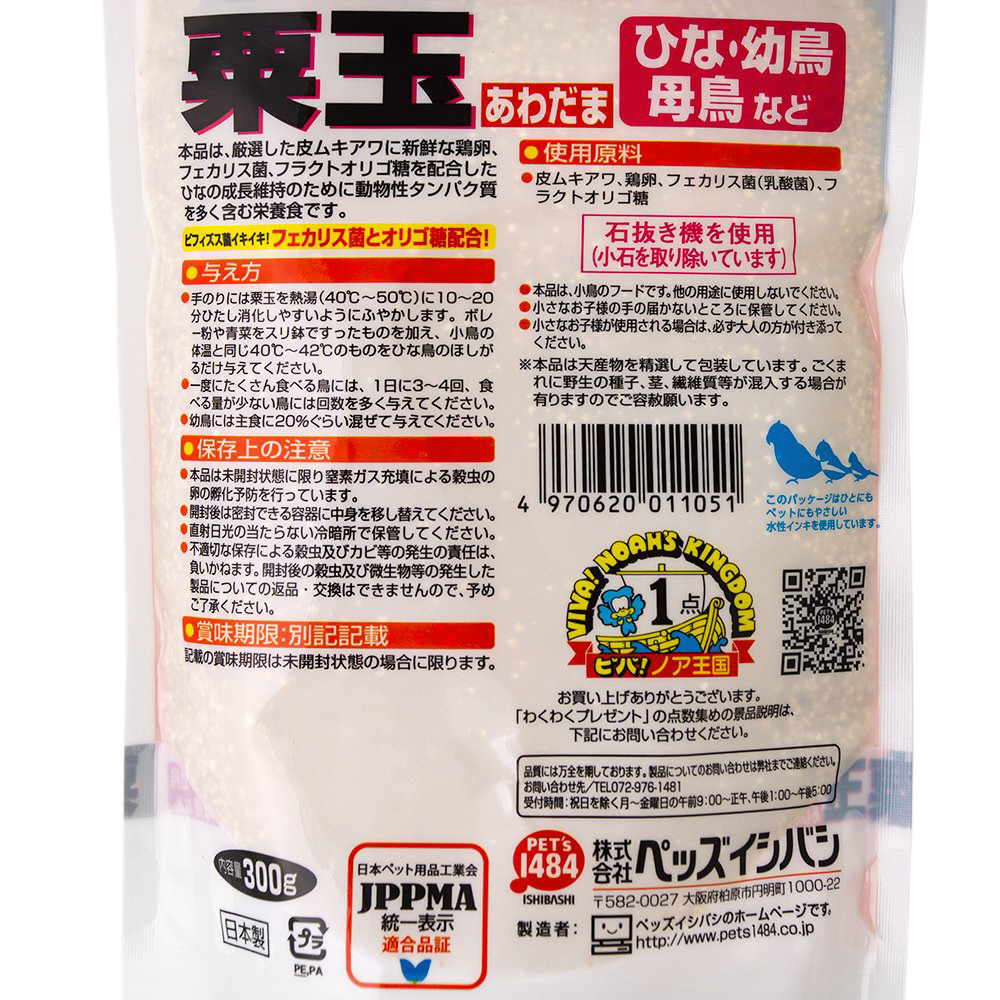 粟玉
あわだま
ひな・幼鳥
母鳥 など
本品は、厳選した皮ムキアワに新鮮な鶏卵、
フェカリス菌、フラクトオリゴ糖を配合した
ひなの成長維持のために動物性タンパク質
を多く含む栄養食です。
ビフィズス菌イキイキ!フェカリス菌とオリゴ糖配合!
●与え方
●手のりには粟玉を熱湯(40℃〜50℃)に10〜20
分ひたし消化しやすいようにふやかします。ボレ
ー粉や青菜をスリ鉢ですったものを加え、小鳥の
体温と同じ40℃〜42℃のものをひな鳥のほしが
るだけ与えてください。
●一度にたくさん食べる鳥には、1日に3〜4回、食
べる量が少ない鳥には回数を多く与えてください。
●幼鳥には主食に20%ぐらい混ぜて与えてください。
●保存上の注意
●本品は未開封状態に限り窒素ガス充填による穀虫の
卵の孵化予防を行っています。
●開封後は密封できる容器に中身を移し替えてください。
●直射日光の当たらない冷暗所で保管してください。
●不適切な保存による穀虫及びカビ等の発生の責任は、
負いかねます。開封後の穀虫及び微生物等の発生した
製品についての返品・交換はできませんので、予め
ご了承ください。
●賞味期限:別記記載
記載の賞味期限は未開封状態の場合に限ります。
●使用原料
●皮ムキアワ、鶏卵、フェカリス菌(乳酸菌)、フ
ラクトオリゴ糖
石抜き機を使用
(小石を取り除いています)
●本品は、小鳥のフードです。他の用途に使用しないでください。
●小さなお子様の手の届かないところに保管してください。
●小さなお子様が使用される場合は、必ず大人の方が付き添って
ください。
※本品は天産物を精選して包装しています。ごくま
れに野生の種子、茎、繊維質等が混入する場合が
有りますのでご容赦願います。
4 970620 011051
このパッケージはひとにも
ペットにもやさしい
水性インキを使用しています。
VIVA! NOAH'S KINGDOM
1点
ビバ!ノア王国
PET'S
1484
お買い上げありがとうございます。
「わくわくプレゼント」の点数集めの景品説明は、
下記にお問い合わせください。
品質には万全を期しております。製品についてのお問い合わせは弊社までご連絡ください。
お問い合わせ先/TEL072-976-1481
受付時間:祝日を除く月〜金曜日の午前9:00〜正午、午後1:00〜午後5:00
PET'S
1484
ISHIBASHI
株式会社 ペッズイシバシ
〒582-0027 大阪府柏原市円明町1000-22
製造者:
ペッズイシバシのホームページです。
http://www.pets1484.co.jp
内容量 300g
日本製
プラ
PE,PA
日本ペット用品工業会
JPPMA
統一表示
適合品証